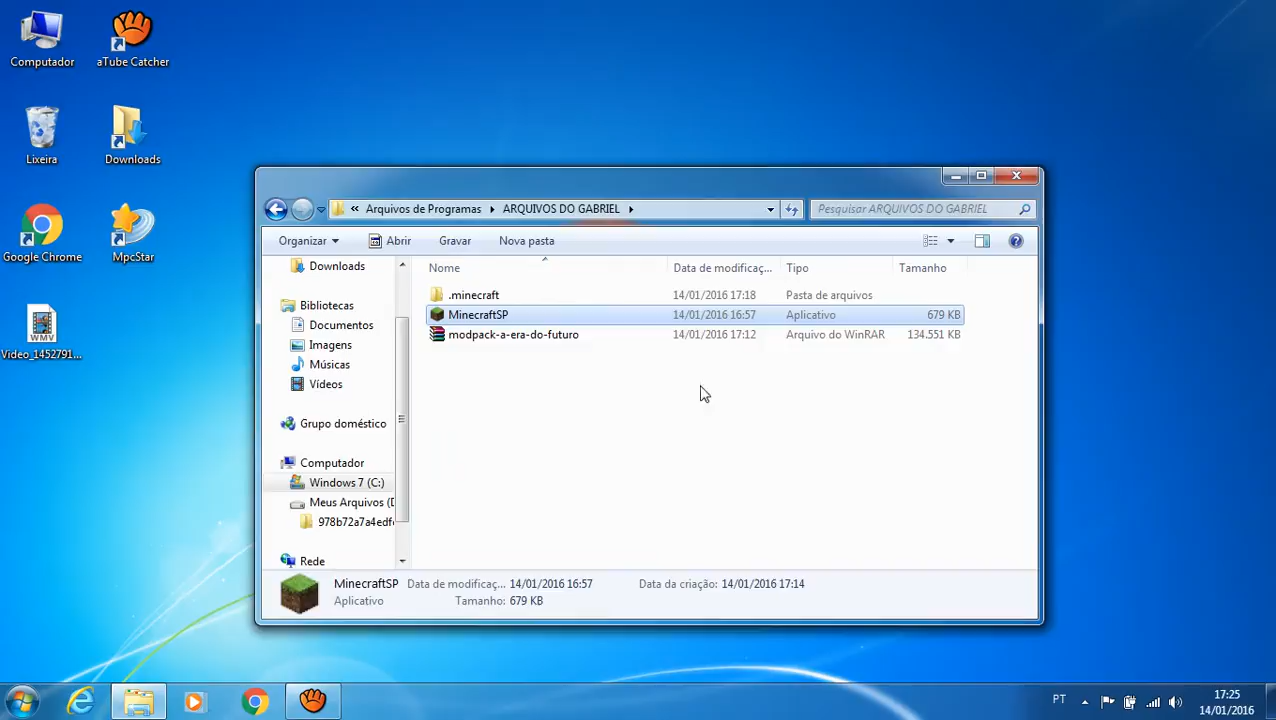 Computador
aTube Catcher
Lixeira
Downloads
Google Chrome
MpcStar
WMV
Video_1452791...
« Arquivos de Programas ▸ ARQUIVOS DO GABRIEL ▸
Pesquisar ARQUIVOS DO GABRIEL
Organizar
Abrir
Gravar
Nova pasta
Downloads
Bibliotecas
Documentos
Imagens
Músicas
Vídeos
Grupo doméstico
Computador
Windows 7 (C:)
Meus Arquivos (D
978b72a7a4edf
Rede
Nome Data de modificaç... Tipo Tamanho
.minecraft 14/01/2016 17:18 Pasta de arquivos
MinecraftSP 14/01/2016 16:57 Aplicativo 679 KB
modpack-a-era-do-futuro 14/01/2016 17:12 Arquivo do WinRAR 134.551 KB
MinecraftSP Data de modificaç... 14/01/2016 16:57 Data da criação: 14/01/2016 17:14
Aplicativo Tamanho: 679 KB
PT
17:25
14/01/2016